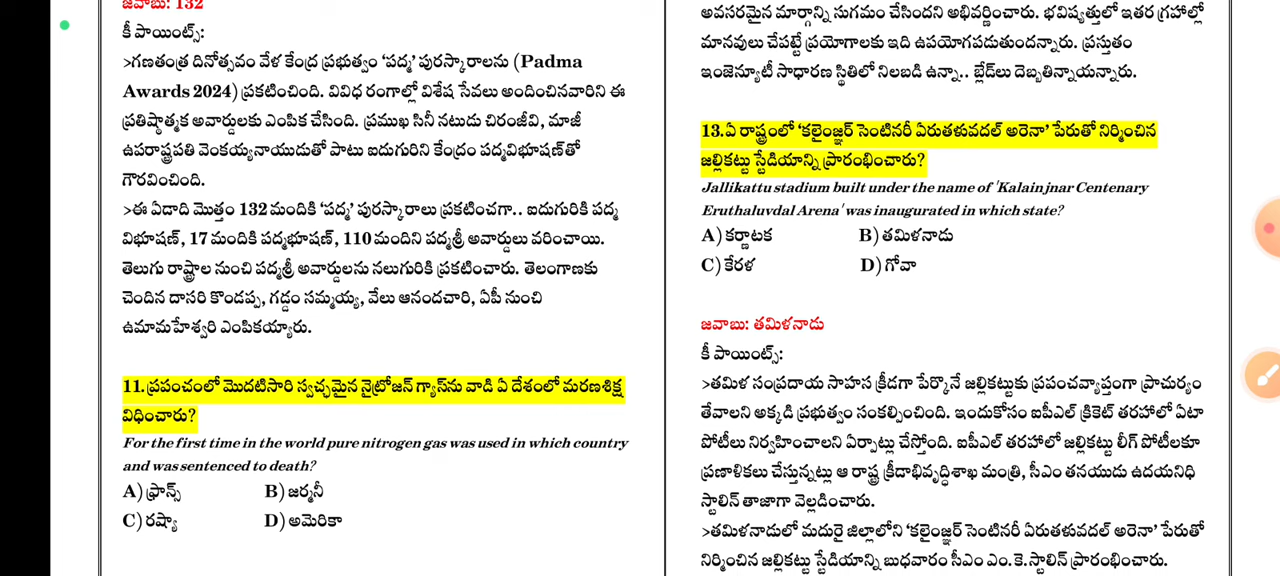 జవాబు: 132
కీ పాయింట్స్:
>గణతంత్ర దినోత్సవం వేళ కేంద్ర ప్రభుత్వం ‘పద్మ’ పురస్కారాలను (Padma
Awards 2024) ప్రకటించింది. వివిధ రంగాల్లో విశేష సేవలు అందించినవారిని ఈ
ప్రతిష్ఠాత్మక అవార్డులకు ఎంపిక చేసింది. ప్రముఖ సినీ నటుడు చిరంజీవి, మాజీ
ఉపరాష్ట్రపతి వెంకయ్యనాయుడుతో పాటు ఐదుగురిని కేంద్రం పద్మవిభూషణ్‌తో
గౌరవించింది.
>ఈ ఏడాది మొత్తం 132 మందికి ‘పద్మ’ పురస్కారాలు ప్రకటించగా.. ఐదుగురికి పద్మ
విభూషణ్, 17 మందికి పద్మభూషణ్, 110 మందిని పద్మశ్రీ అవార్డులు వరించాయి.
తెలుగు రాష్ట్రాల నుంచి పద్మశ్రీ అవార్డులను నలుగురికి ప్రకటించారు. తెలంగాణకు
చెందిన దాసరి కొండప్ప, గడ్డం సమ్మయ్య, వేలు ఆనందచారి, ఏపీ నుంచి
ఉమామహేశ్వరి ఎంపికయ్యారు.
11.ప్రపంచంలో మొదటిసారి స్వచ్ఛమైన నైట్రోజన్ గ్యాస్‌ను వాడి ఏ దేశంలో మరణశిక్ష
విధించారు?
For the first time in the world pure nitrogen gas was used in which country
and was sentenced to death?
A) ఫ్రాన్స్ B) జర్మనీ
C) రష్యా D) అమెరికా
అవసరమైన మార్గాన్ని సుగమం చేసిందని అభివర్ణించారు. భవిష్యత్తులో ఇతర గ్రహాల్లో
మానవులు చేపట్టే ప్రయోగాలకు ఇది ఉపయోగపడుతుందన్నారు. ప్రస్తుతం
ఇంజెన్యూటీ సాధారణ స్థితిలో నిలబడి ఉన్నా.. బ్లేడ్‌లు దెబ్బతిన్నాయన్నారు.
13.ఏ రాష్ట్రంలో ‘కలైంజ్ఞర్ సెంటినరీ ఏరుతళువదల్ అరెనా’ పేరుతో నిర్మించిన
జల్లికట్టు స్టేడియాన్ని ప్రారంభించారు?
Jallikattu stadium built under the name of 'Kalainjnar Centenary
Eruthaluvdal Arena' was inaugurated in which state?
A) కర్ణాటక B) తమిళనాడు
C) కేరళ D) గోవా
జవాబు: తమిళనాడు
కీ పాయింట్స్:
>తమిళ సంప్రదాయ సాహస క్రీడగా పేర్కొనే జల్లికట్టుకు ప్రపంచవ్యాప్తంగా ప్రాచుర్యం
తేవాలని అక్కడి ప్రభుత్వం సంకల్పించింది. ఇందుకోసం ఐపీఎల్ క్రికెట్ తరహాలో ఏటా
పోటీలు నిర్వహించాలని ఏర్పాట్లు చేస్తోంది. ఐపీఎల్ తరహాలో జల్లికట్టు లీగ్ పోటీలకూ
ప్రణాళికలు చేస్తున్నట్లు ఆ రాష్ట్ర క్రీడాభివృద్ధిశాఖ మంత్రి, సీఎం తనయుడు ఉదయనిధి
స్టాలిన్ తాజాగా వెల్లడించారు.
>తమిళనాడులో మదురై జిల్లాలోని ‘కలైంజ్ఞర్ సెంటినరీ ఏరుతళువదల్ అరెనా’ పేరుతో
నిర్మించిన జల్లికట్టు స్టేడియాన్ని బుధవారం సీఎం ఎం.కె.స్టాలిన్ ప్రారంభించారు.